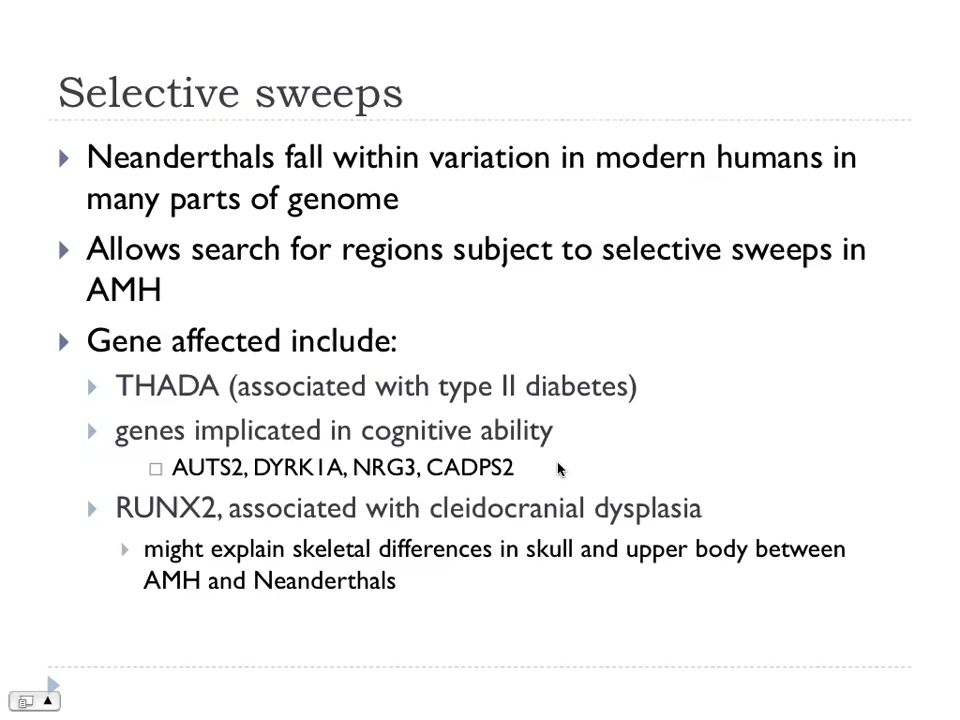 Selective sweeps
Neanderthals fall within variation in modern humans in
many parts of genome
Allows search for regions subject to selective sweeps in
AMH
Gene affected include:
THADA (associated with type II diabetes)
genes implicated in cognitive ability
AUTS2, DYRK1A, NRG3, CADPS2
RUNX2, associated with cleidocranial dysplasia
might explain skeletal differences in skull and upper body between
AMH and Neanderthals